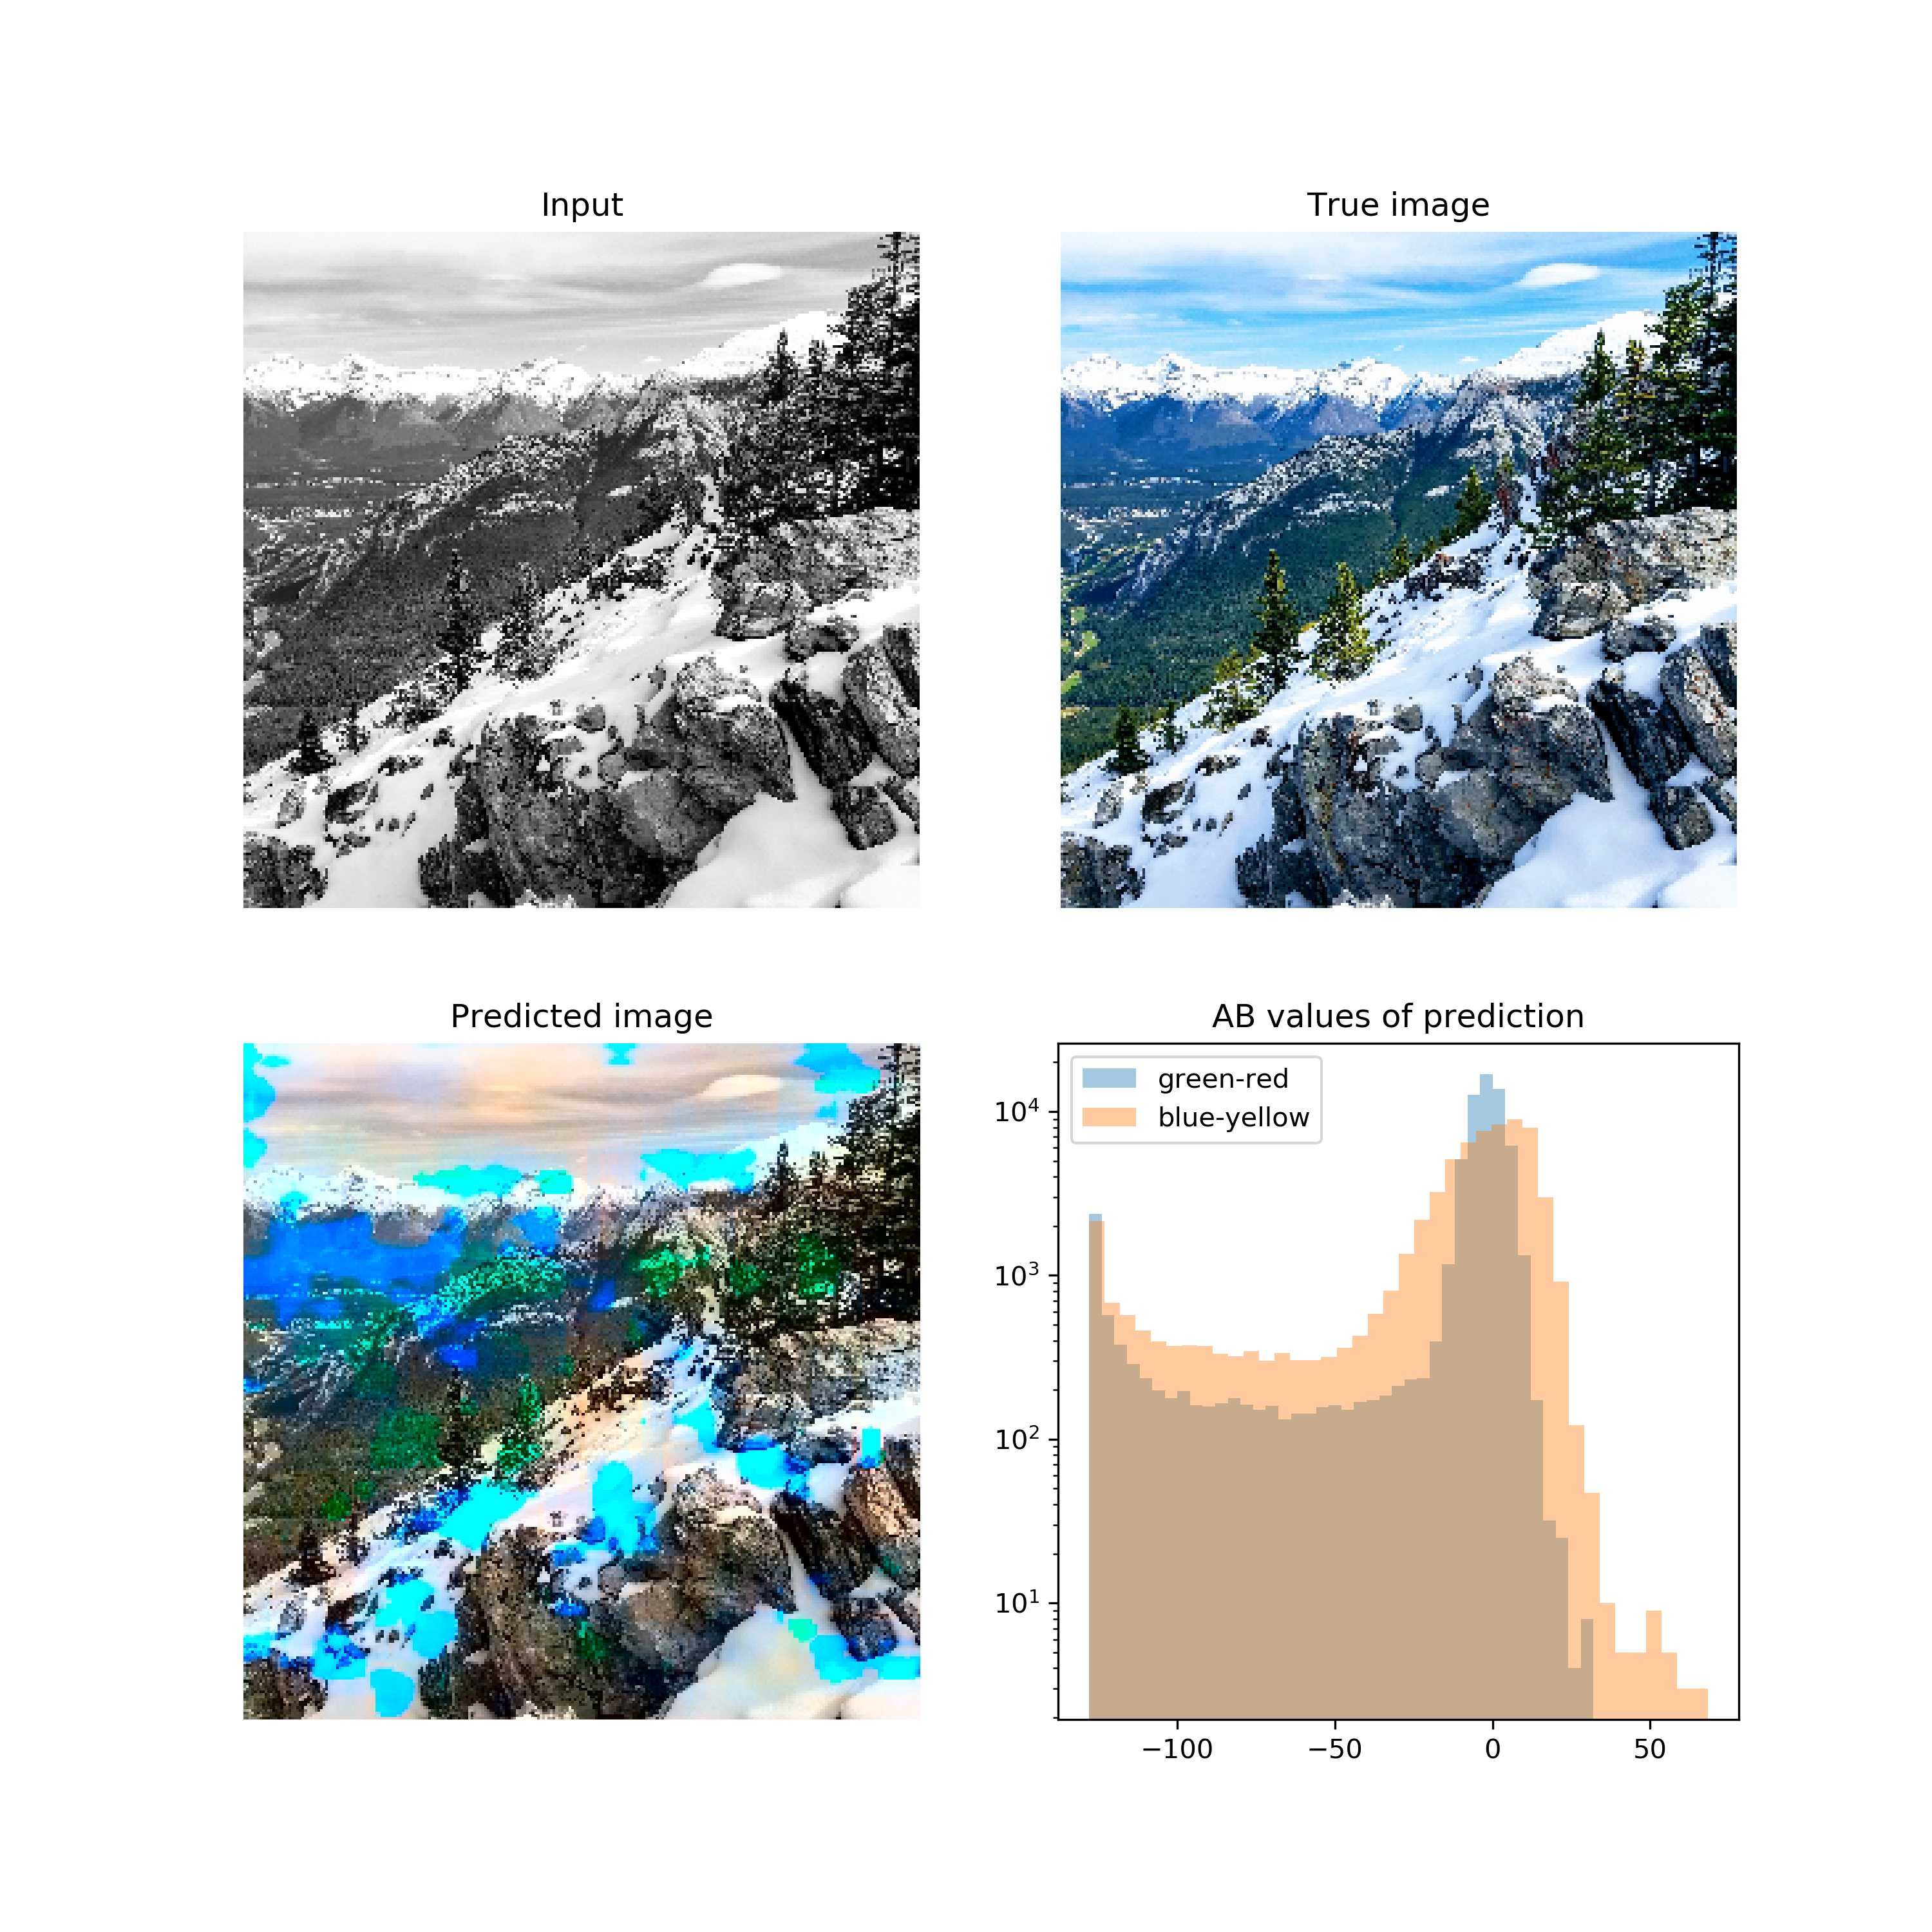 Input
True image
Predicted image
AB values of prediction
green-red
blue-yellow
10⁴
10³
10²
10¹
−100 −50 0 50